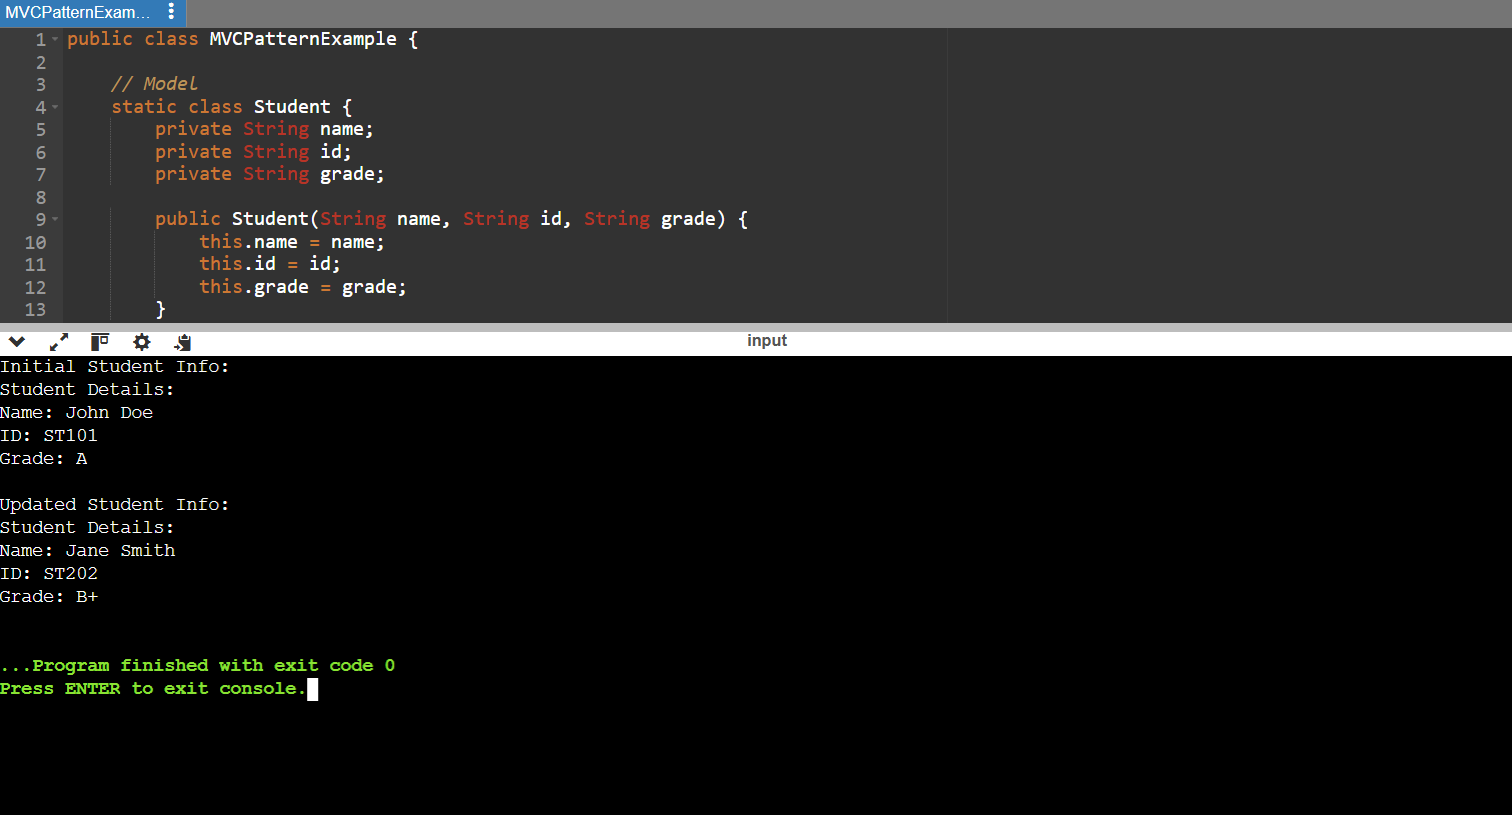 MVCPatternExam...
1 public class MVCPatternExample {
2
3     // Model
4     static class Student {
5         private String name;
6         private String id;
7         private String grade;
8
9         public Student(String name, String id, String grade) {
10             this.name = name;
11             this.id = id;
12             this.grade = grade;
13         }
input
Initial Student Info:
Student Details:
Name: John Doe
ID: ST101
Grade: A

Updated Student Info:
Student Details:
Name: Jane Smith
ID: ST202
Grade: B+

...Program finished with exit code 0
Press ENTER to exit console.